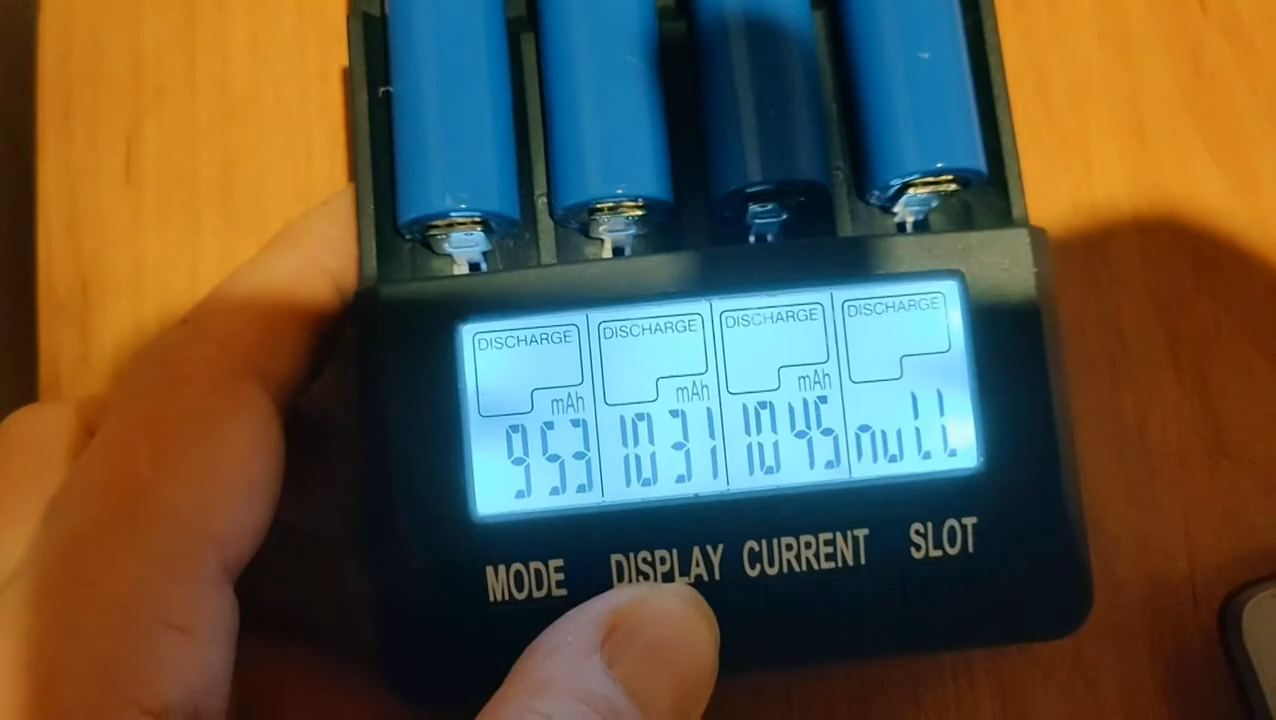 DISCHARGE DISCHARGE DISCHARGE DISCHARGE
mAh mAh mAh
953 1031 1045 null
MODE DISPLAY CURRENT SLOT